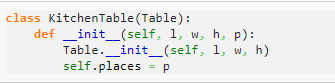 class KitchenTable(Table):
    def __init__(self, l, w, h, p):
        Table.__init__(self, l, w, h)
        self.places = p